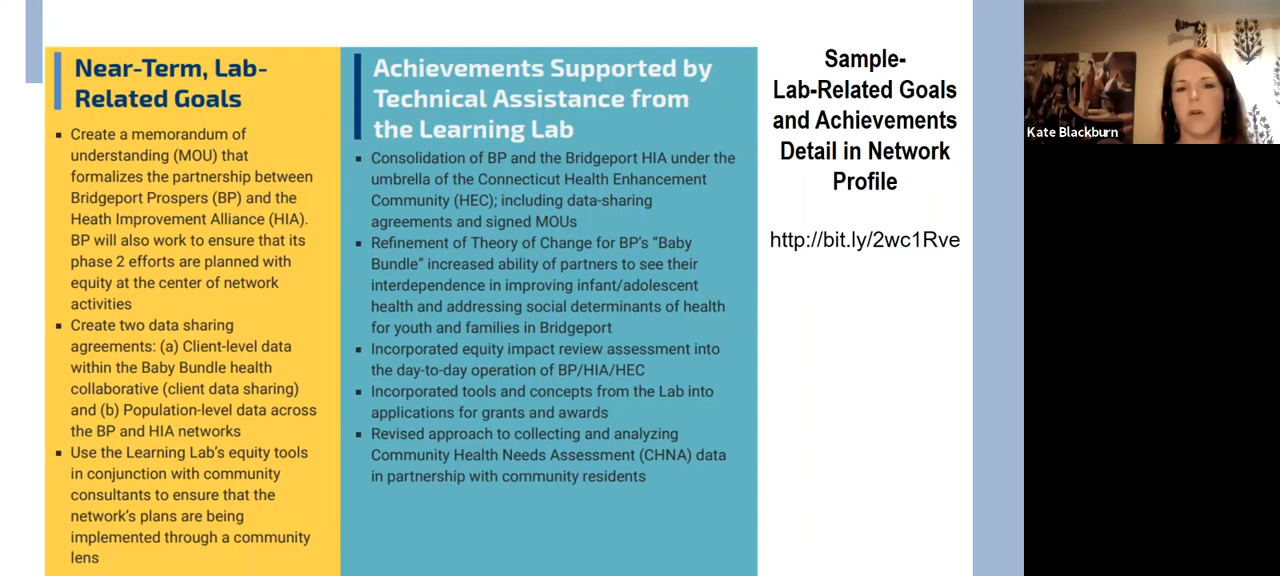 Near-Term, Lab-
Related Goals
▪ Create a memorandum of
understanding (MOU) that
formalizes the partnership between
Bridgeport Prospers (BP) and the
Heath Improvement Alliance (HIA).
BP will also work to ensure that its
phase 2 efforts are planned with
equity at the center of network
activities
▪ Create two data sharing
agreements: (a) Client-level data
within the Baby Bundle health
collaborative (client data sharing)
and (b) Population-level data across
the BP and HIA networks
▪ Use the Learning Lab's equity tools
in conjunction with community
consultants to ensure that the
network's plans are being
implemented through a community
lens
Achievements Supported by
Technical Assistance from
the Learning Lab
▪ Consolidation of BP and the Bridgeport HIA under the
umbrella of the Connecticut Health Enhancement
Community (HEC); including data-sharing
agreements and signed MOUs
▪ Refinement of Theory of Change for BP's "Baby
Bundle" increased ability of partners to see their
interdependence in improving infant/adolescent
health and addressing social determinants of health
for youth and families in Bridgeport
▪ Incorporated equity impact review assessment into
the day-to-day operation of BP/HIA/HEC
▪ Incorporated tools and concepts from the Lab into
applications for grants and awards
▪ Revised approach to collecting and analyzing
Community Health Needs Assessment (CHNA) data
in partnership with community residents
Sample-
Lab-Related Goals
and Achievements
Detail in Network
Profile
http://bit.ly/2wc1Rve
Kate Blackburn